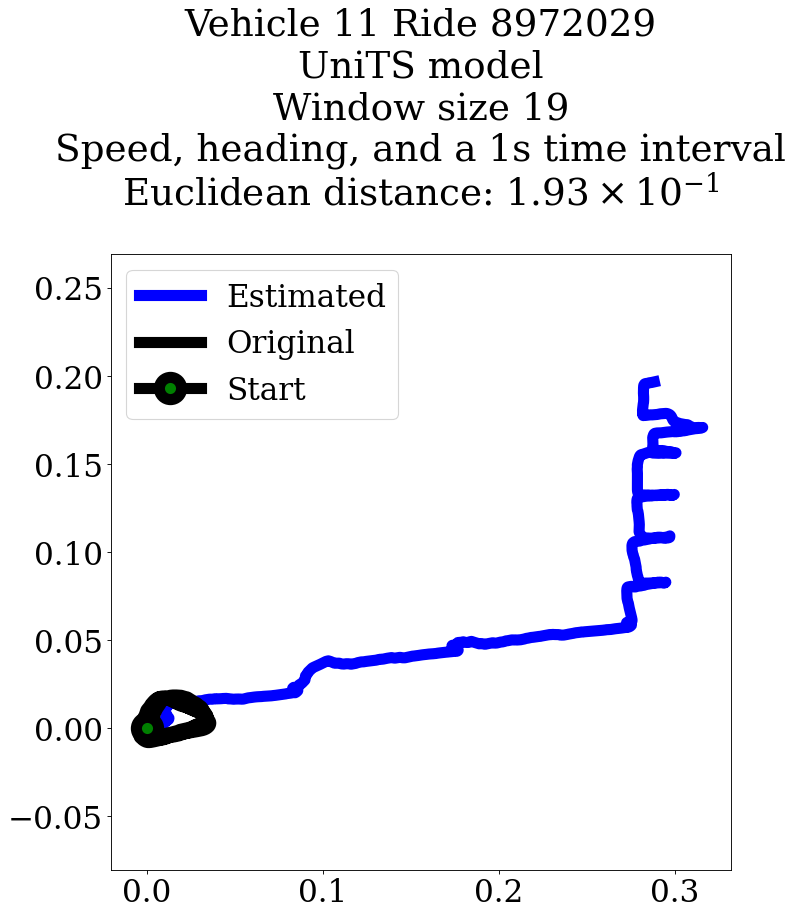 Vehicle 11 Ride 8972029
UniTS model
Window size 19
Speed, heading, and a 1s time interval
Euclidean distance: 1.93 × 10⁻¹
Estimated
Original
Start
0.25
0.20
0.15
0.10
0.05
0.00
−0.05
0.0 0.1 0.2 0.3